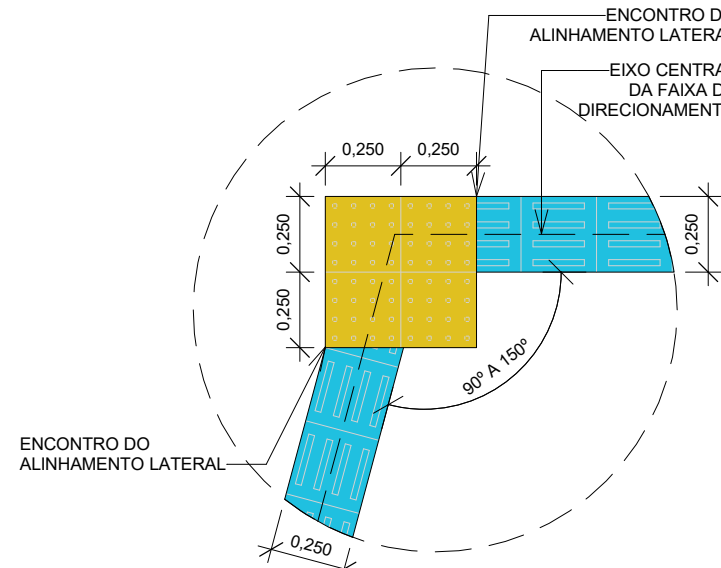 ENCONTRO D
ALINHAMENTO LATERA
EIXO CENTRA
DA FAIXA D
DIRECIONAMENT
0,250
0,250
0,250
0,250
0,250
90º A 150º
ENCONTRO DO
ALINHAMENTO LATERAL
0,250